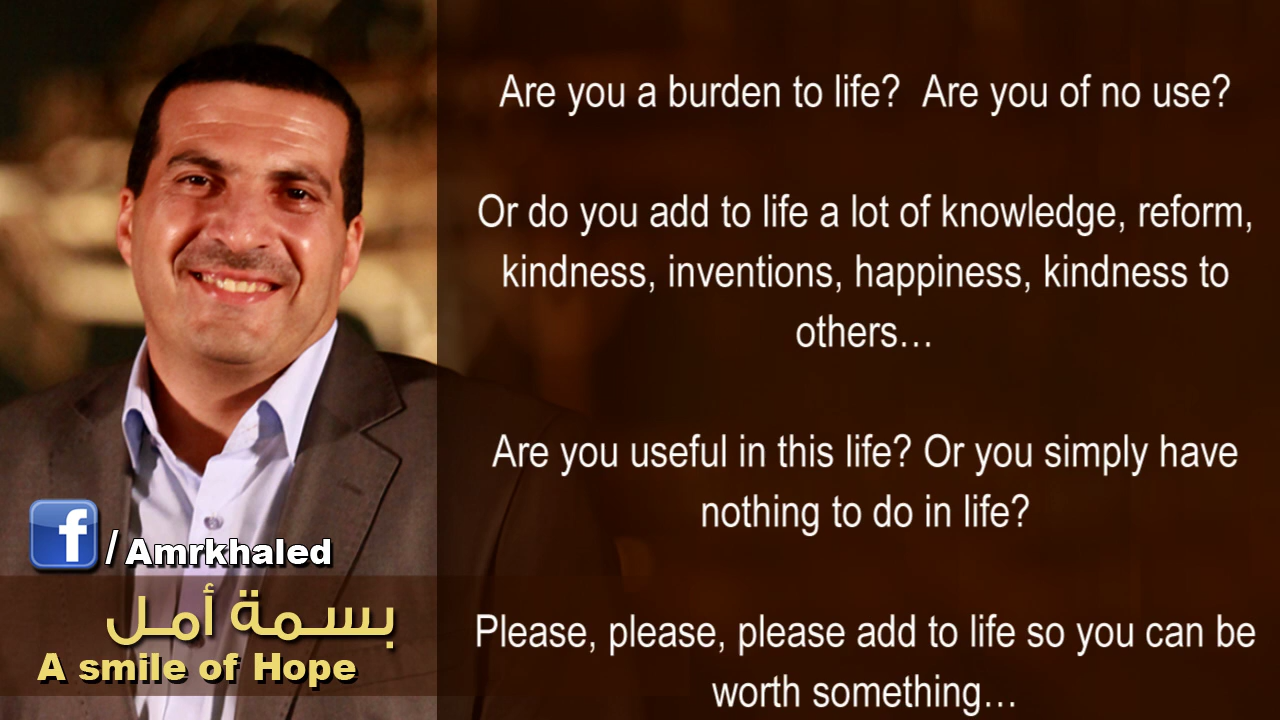 Are you a burden to life?  Are you of no use?
Or do you add to life a lot of knowledge, reform,
kindness, inventions, happiness, kindness to
others…
Are you useful in this life? Or you simply have
nothing to do in life?
Please, please, please add to life so you can be
worth something…
f / Amrkhaled
بسمة أمل
A smile of Hope